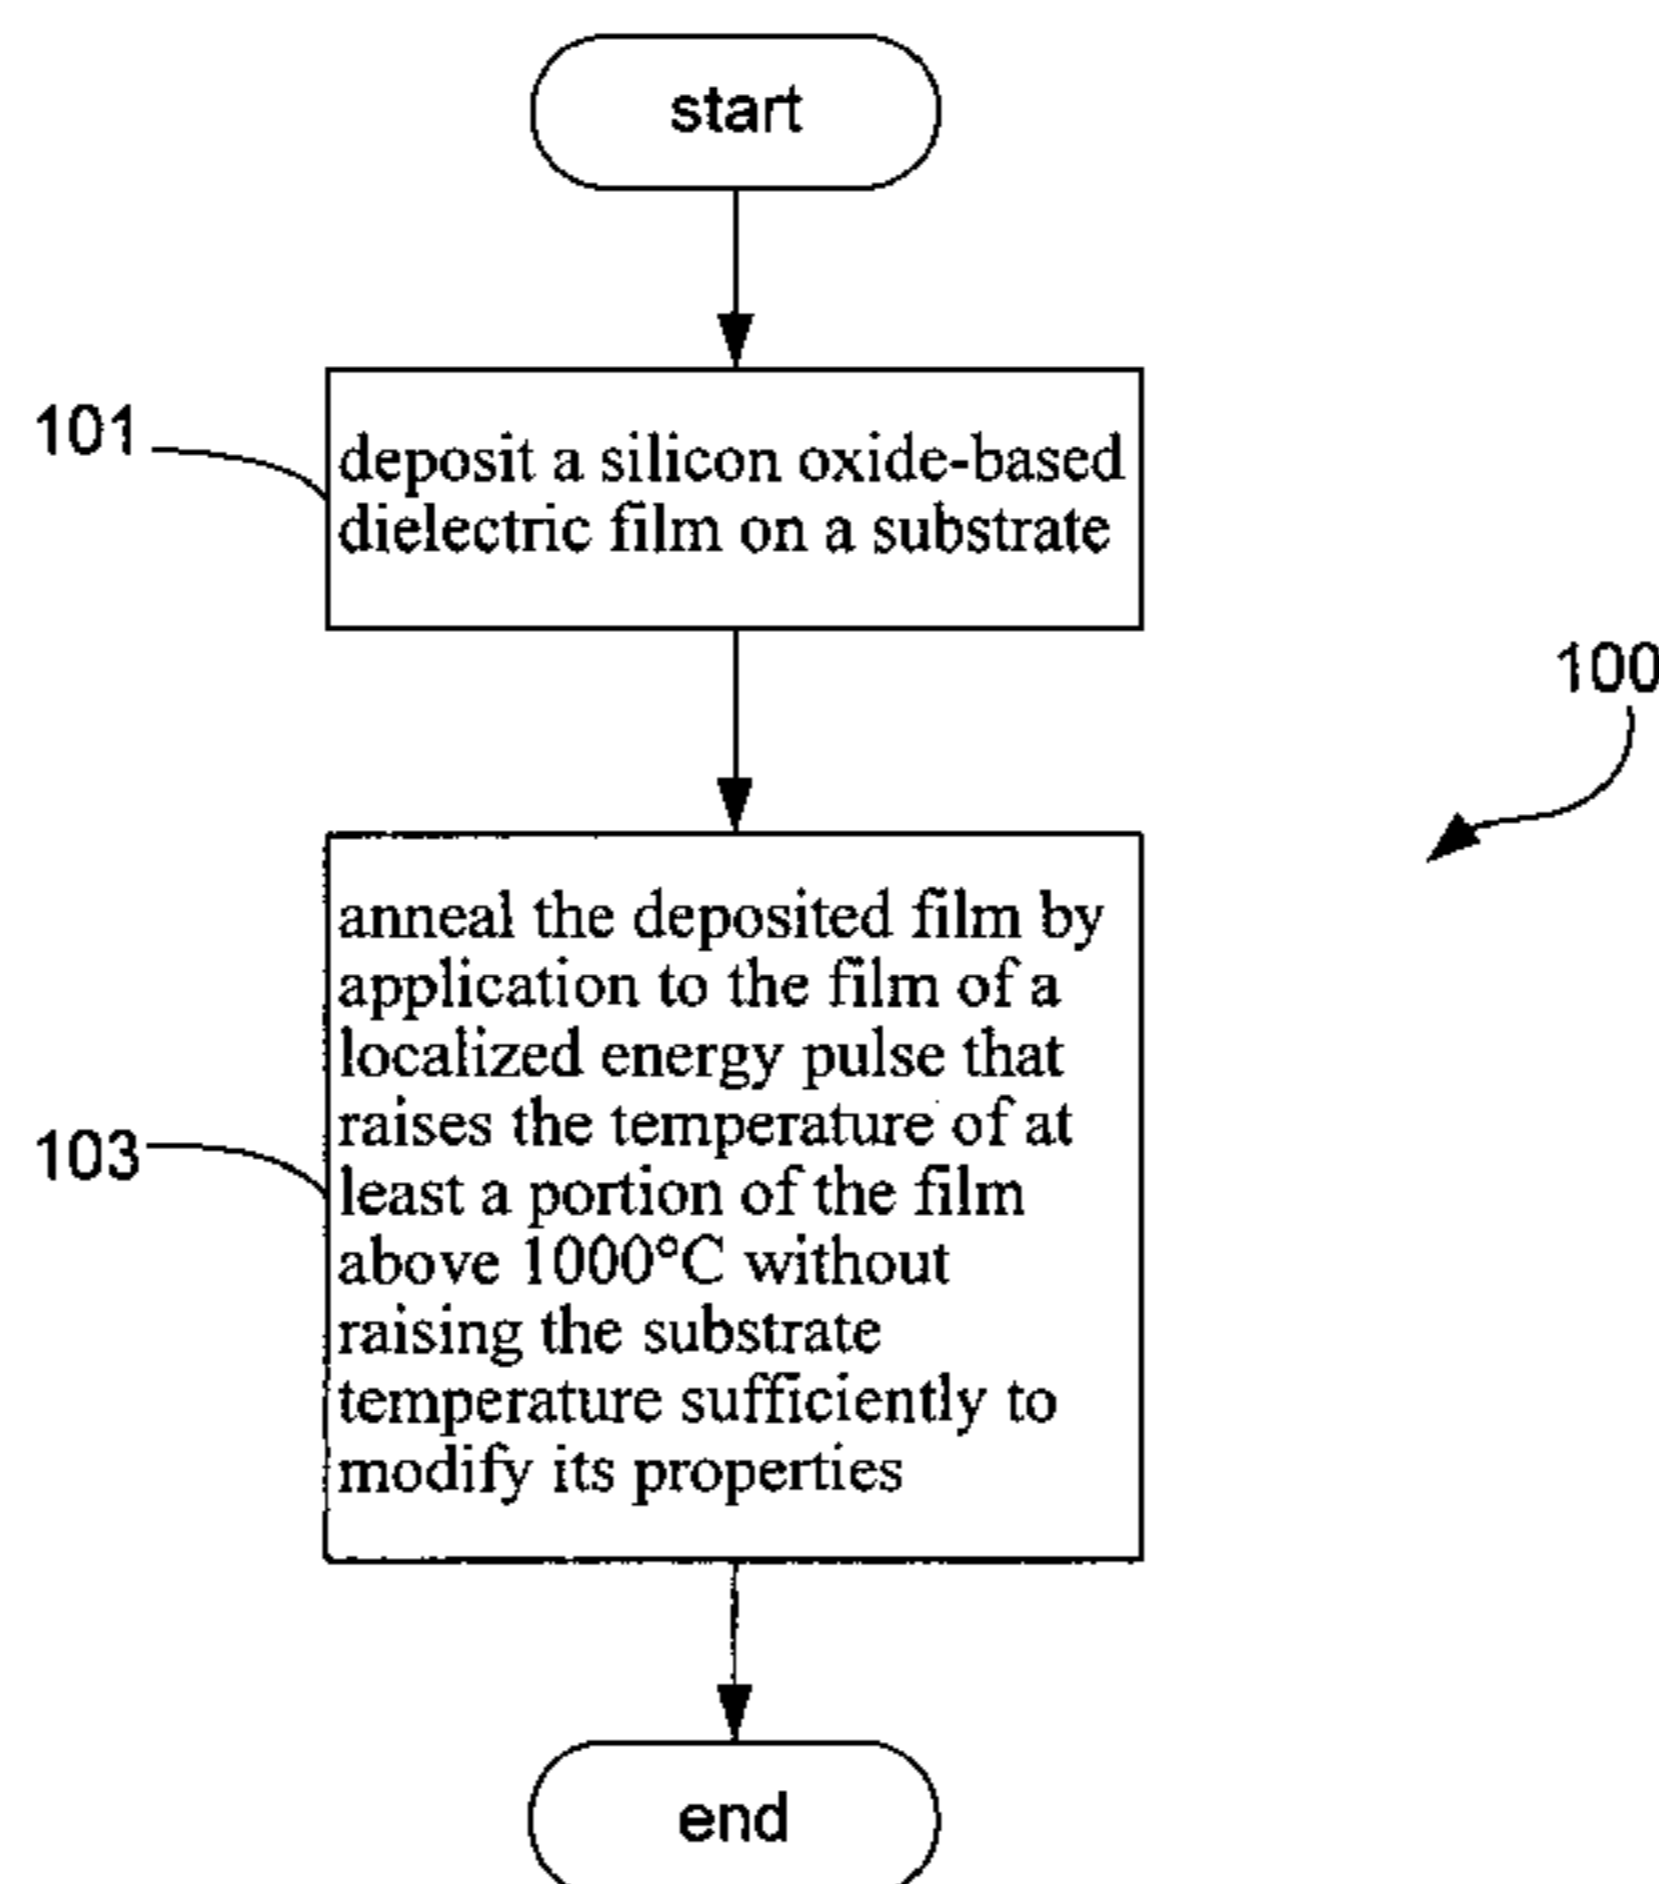 start
101
deposit a silicon oxide-based
dielectric film on a substrate
100
anneal the deposited film by
application to the film of a
localized energy pulse that
raises the temperature of at
103
least a portion of the film
above 1000°C without
raising the substrate
temperature sufficiently to
modify its properties
end